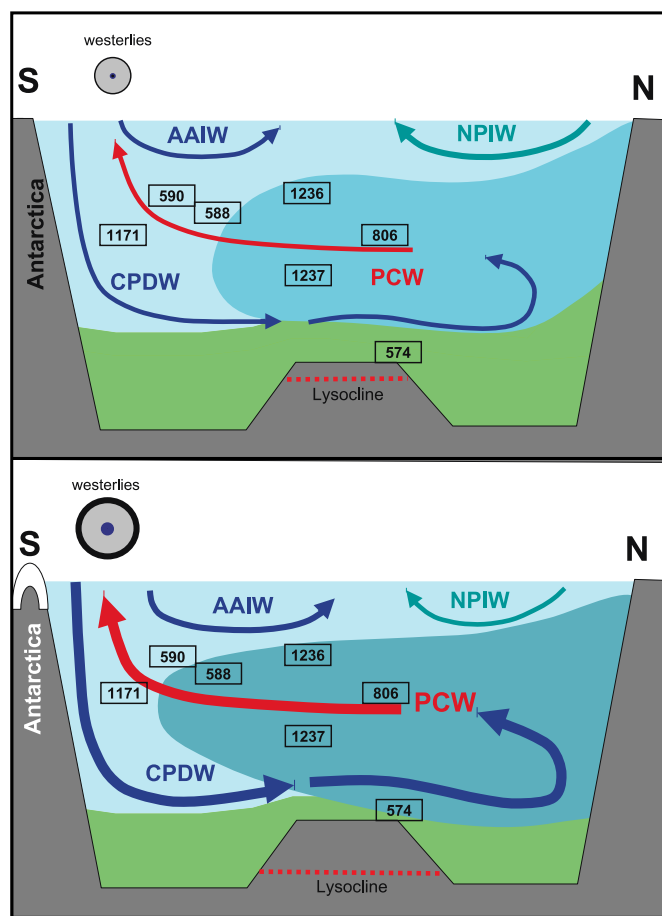 westerlies
S
N
AAIW
NPIW
590
1236
588
1171
806
Antarctica
CPDW
1237
PCW
574
Lysocline
westerlies
S
N
AAIW
NPIW
590
1236
588
1171
806
PCW
Antarctica
1237
CPDW
574
Lysocline